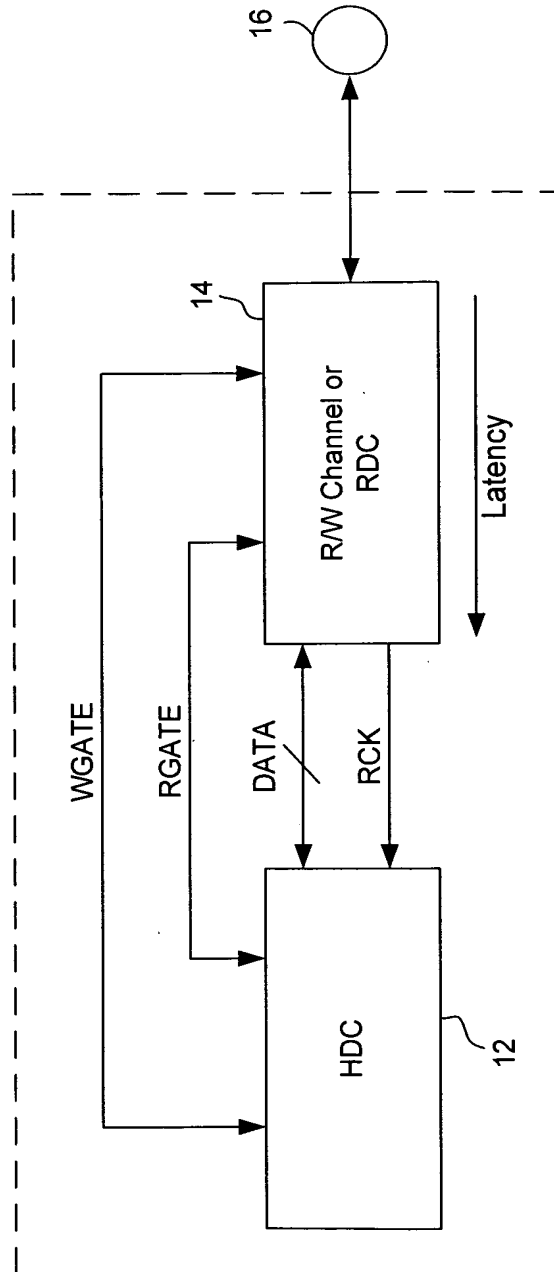 WGATE
RGATE
DATA
RCK
HDC
12
R/W Channel or
RDC
14
Latency
16